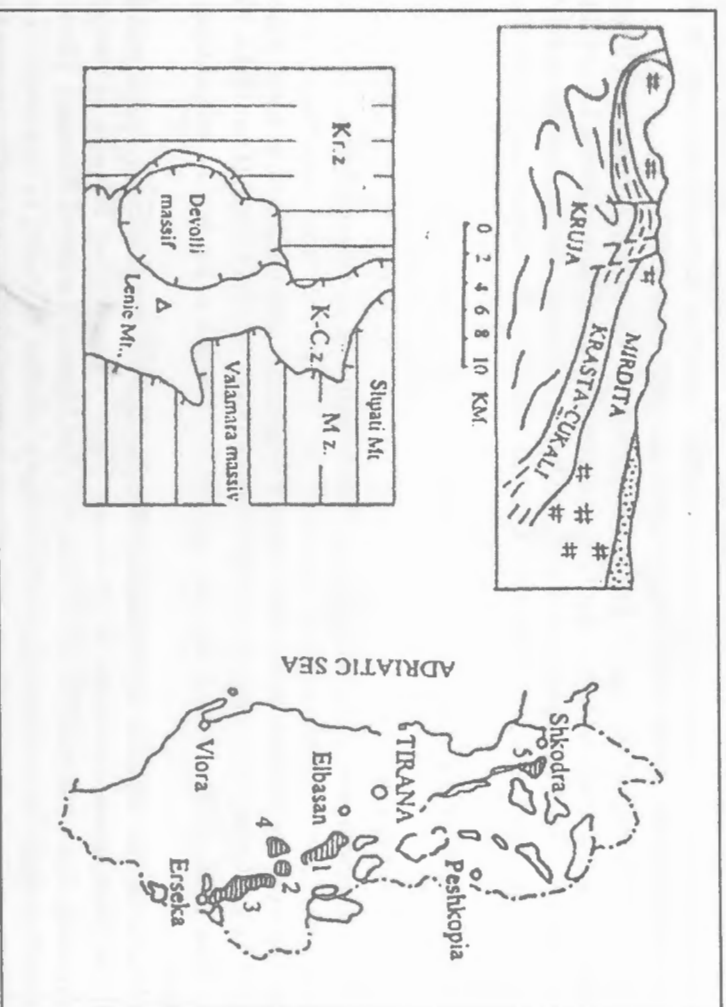 MIRDITA
KRASTA-ÇUKALI
KRUJA
0 2 4 6 8 10 KM.
Kr.z
Devolli
massif
K-C.z.
M z.
Shpati Mt
Lenie Mt.
Valamara massiv
ADRIATIC SEA
Shkodra
5
Peshkopia
TIRANA
Elbasan
1
2
4
3
Vlora
Erseka